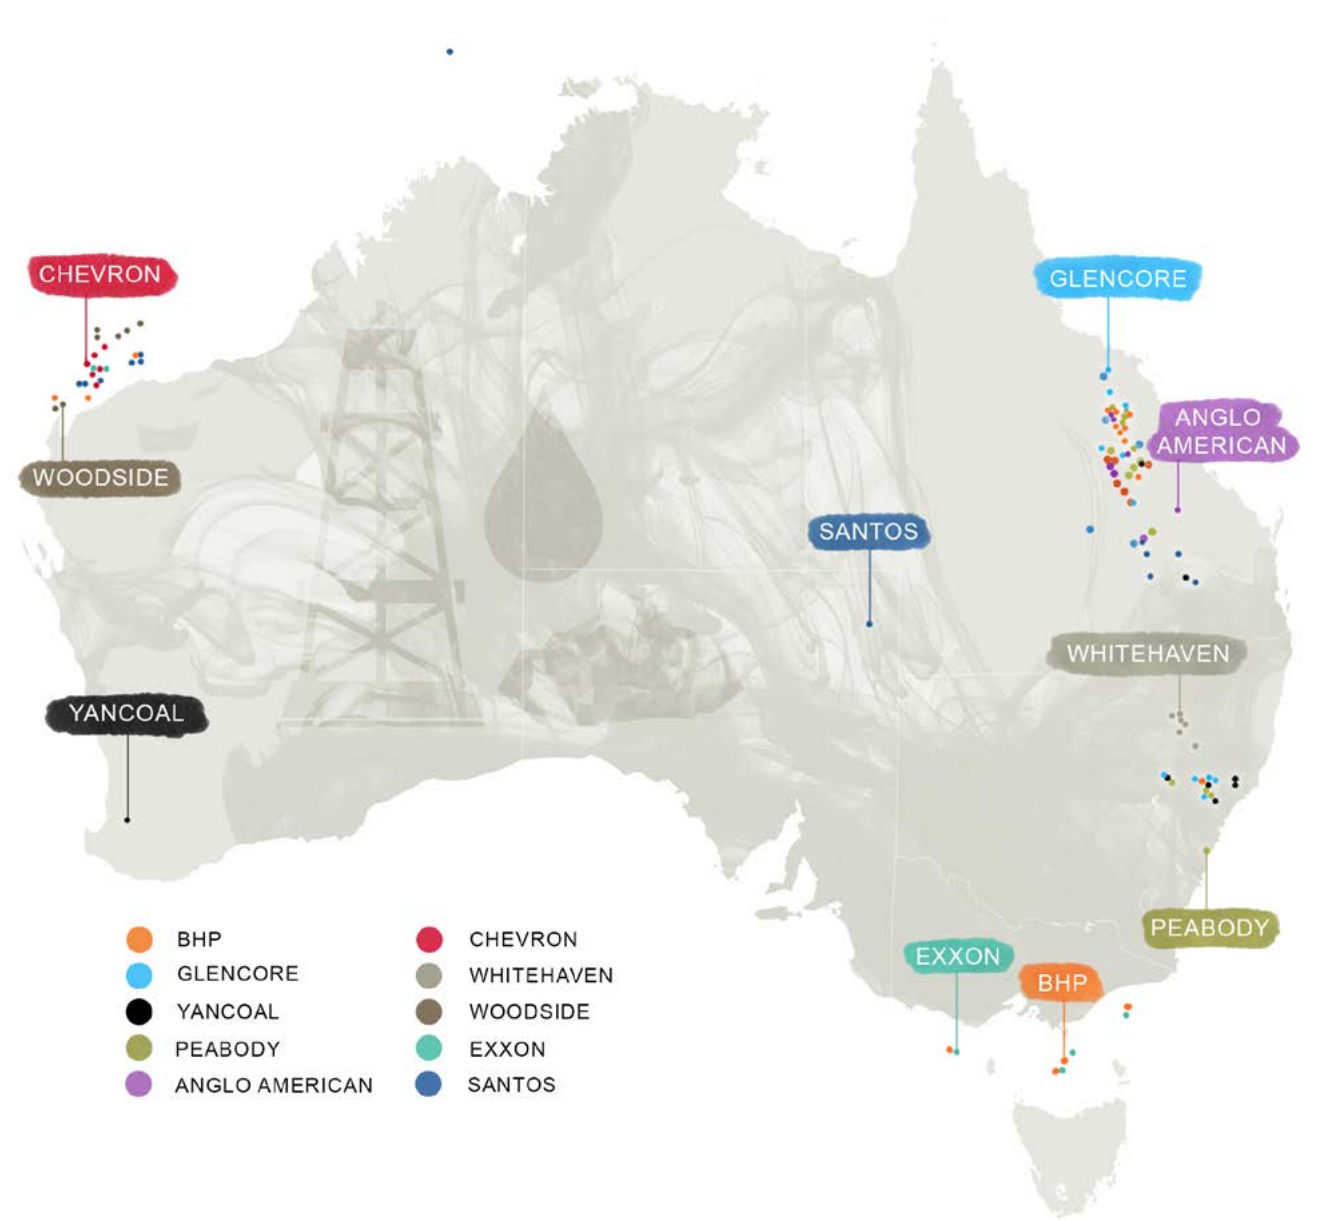 CHEVRON
GLENCORE
ANGLO
AMERICAN
WOODSIDE
SANTOS
WHITEHAVEN
YANCOAL
PEABODY
EXXON
BHP
BHP
GLENCORE
YANCOAL
PEABODY
ANGLO AMERICAN
CHEVRON
WHITEHAVEN
WOODSIDE
EXXON
SANTOS